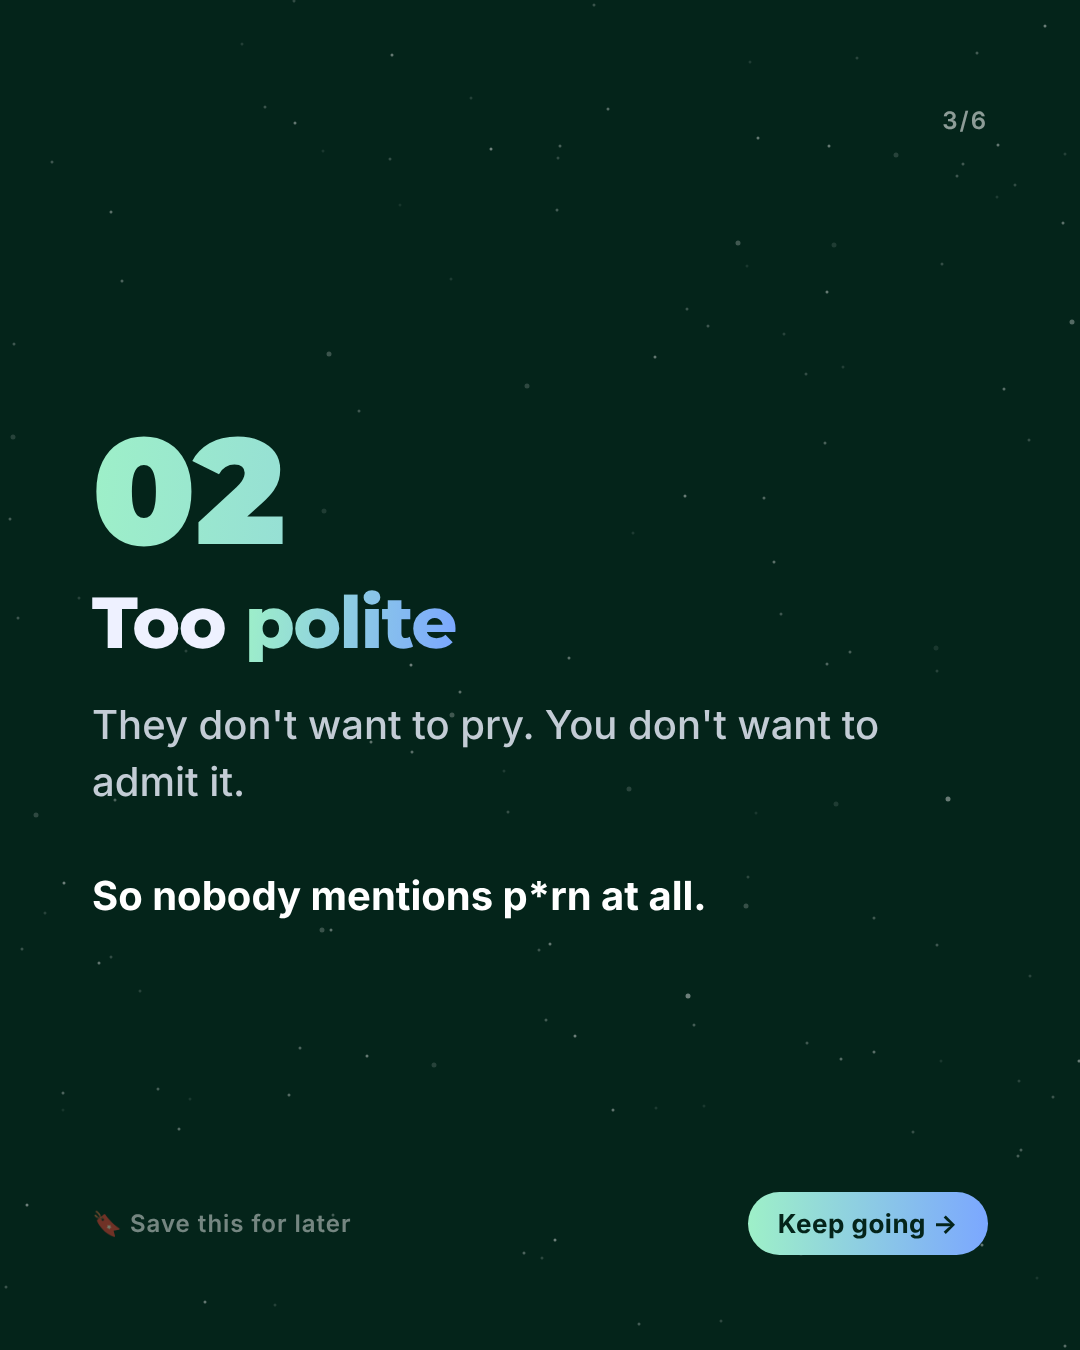 3/6
02
Too polite
They don't want to pry. You don't want to
admit it.
So nobody mentions p*rn at all.
🔖 Save this for later
Keep going →